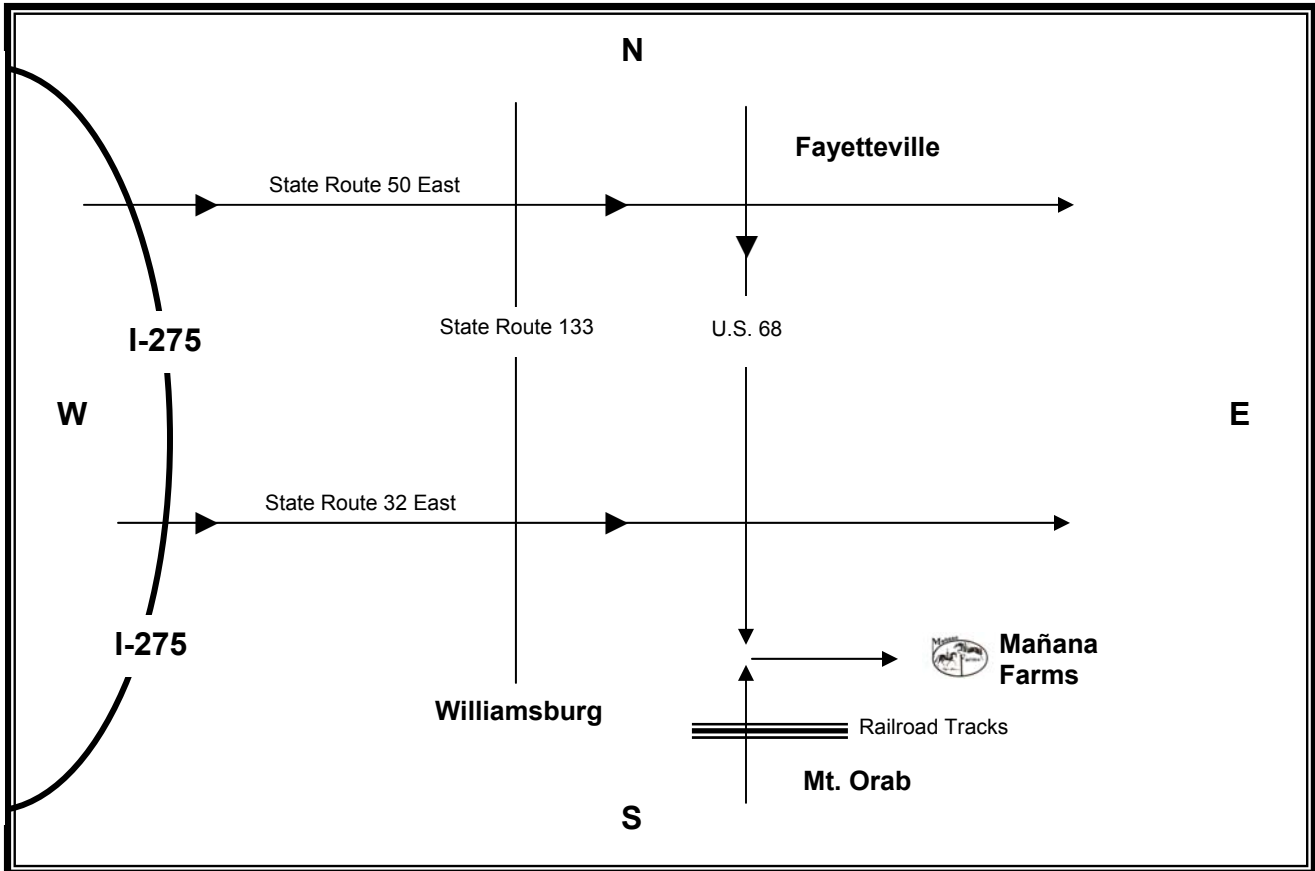 N
Fayetteville
State Route 50 East
State Route 133
U.S. 68
I-275
W
E
State Route 32 East
I-275
Mañana
Farms
Williamsburg
Railroad Tracks
Mt. Orab
S